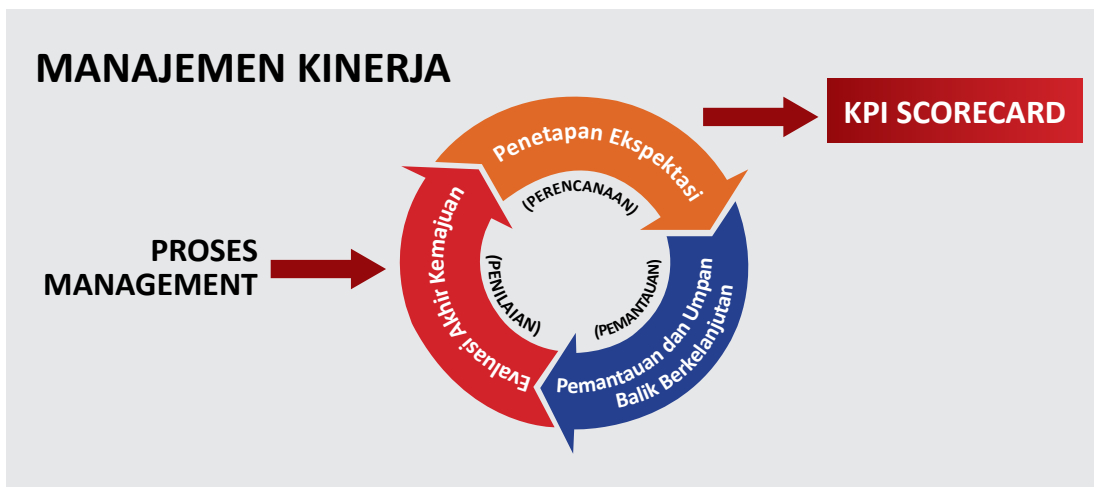 MANAJEMEN KINERJA
KPI SCORECARD
Penetapan Ekspektasi
(PERENCANAAN)
PROSES
MANAGEMENT
Evaluasi Akhir Kemajuan
(PENILAIAN)
(PEMANTAUAN)
Pemantauan dan Umpan
Balik Berkelanjutan